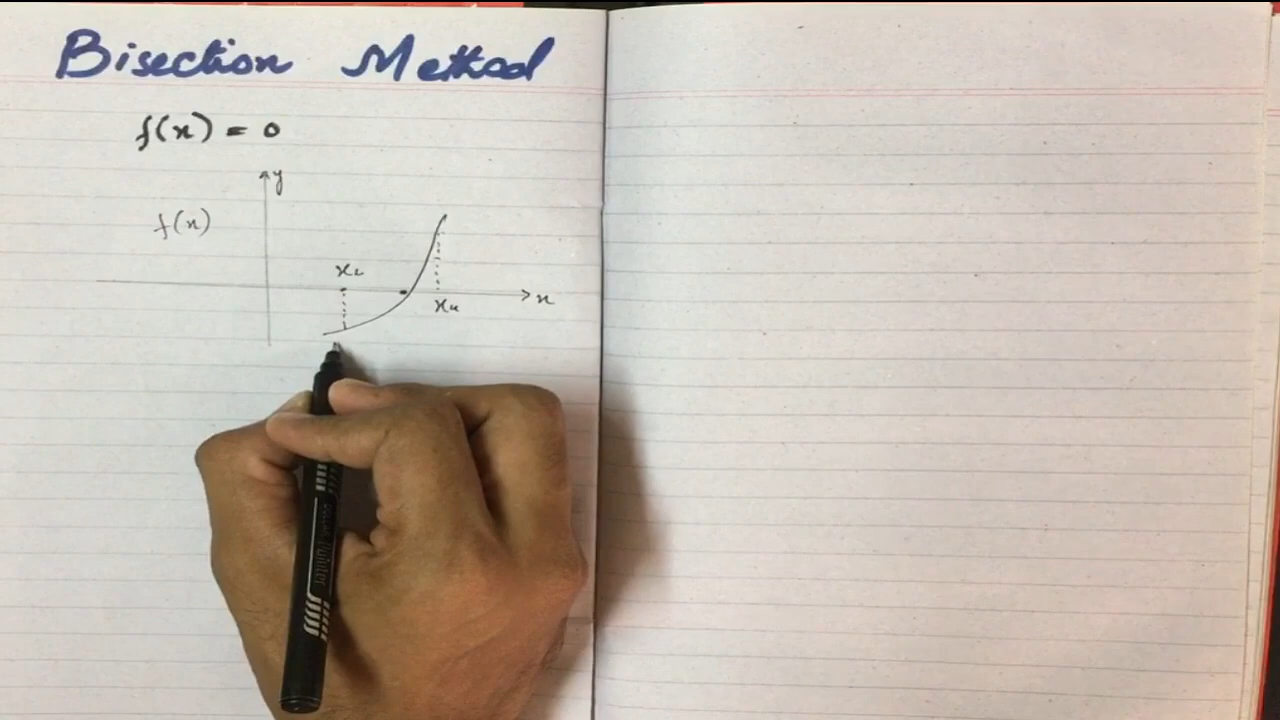 Bisection Method
f(x) = 0
y
f(x)
xL
x
xu